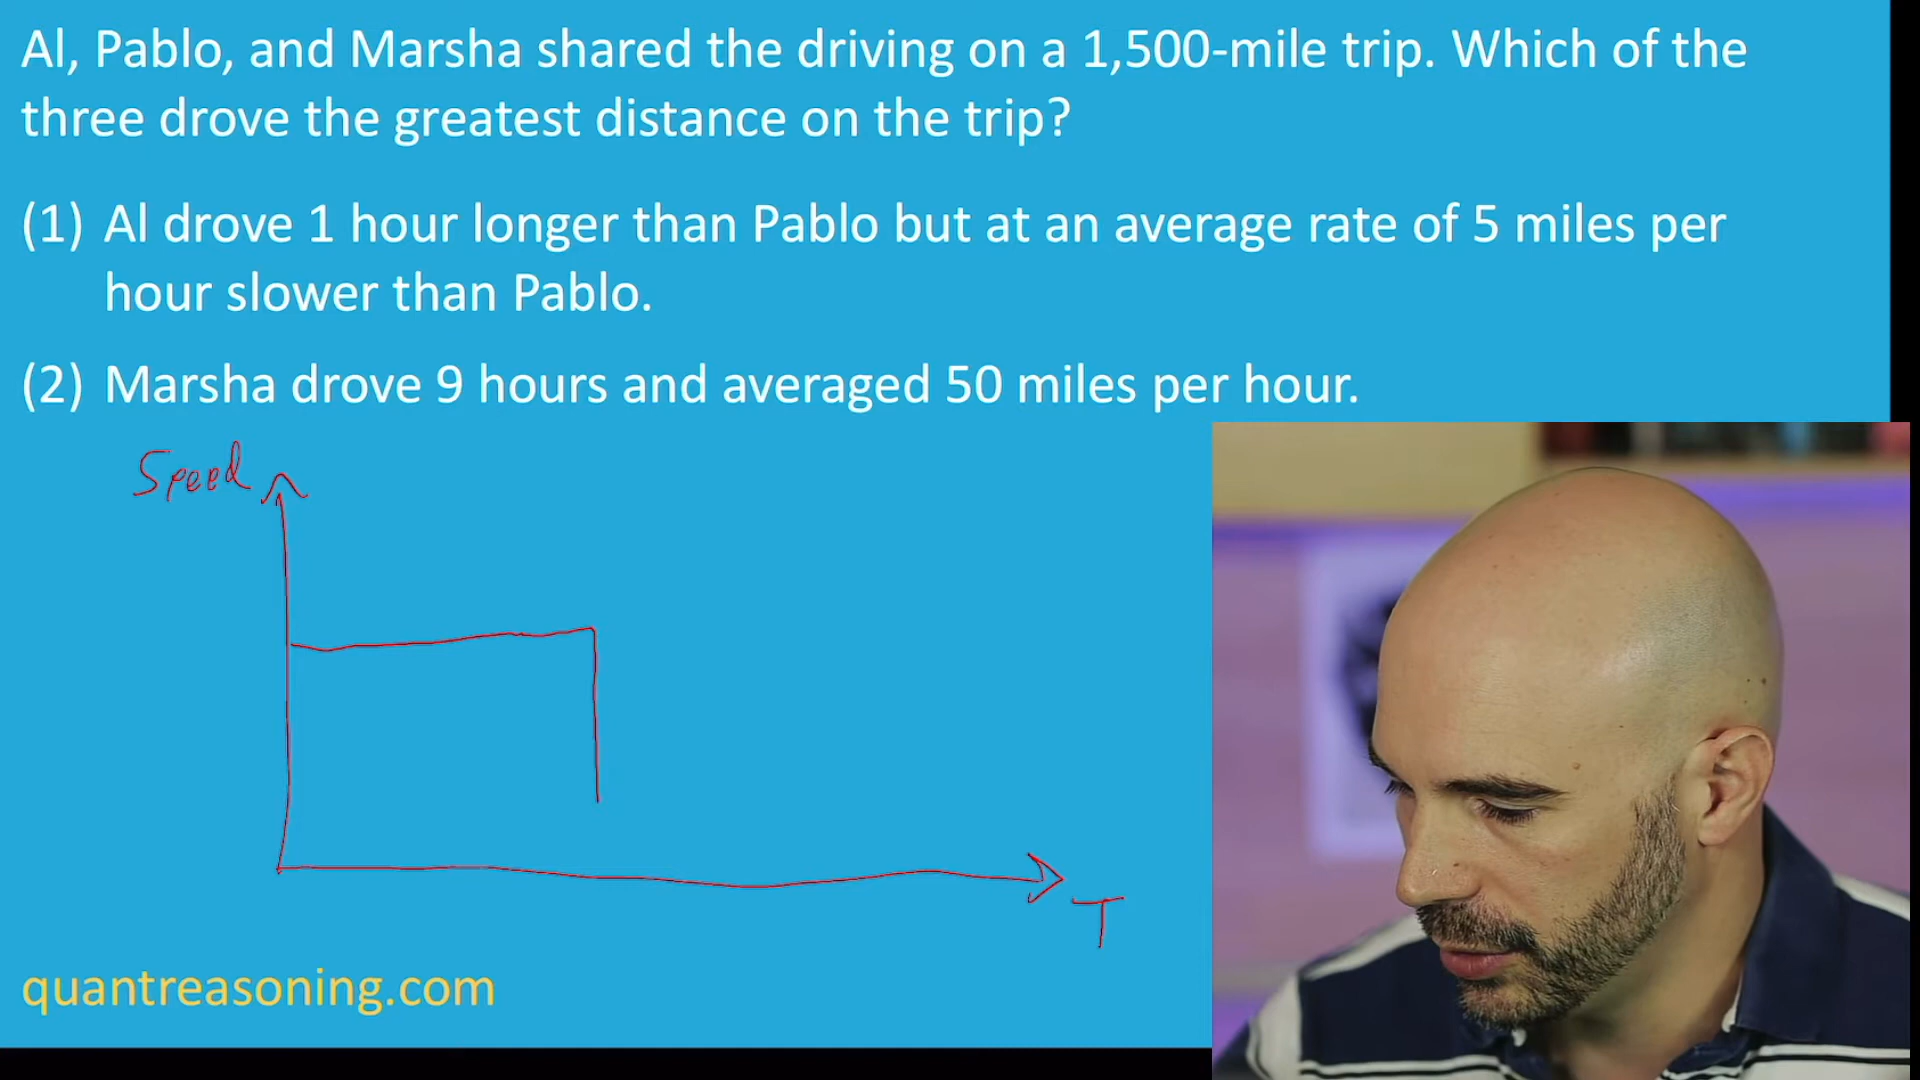 Al, Pablo, and Marsha shared the driving on a 1,500-mile trip. Which of the
three drove the greatest distance on the trip?
(1) Al drove 1 hour longer than Pablo but at an average rate of 5 miles per
hour slower than Pablo.
(2) Marsha drove 9 hours and averaged 50 miles per hour.
Speed
T
quantreasoning.com